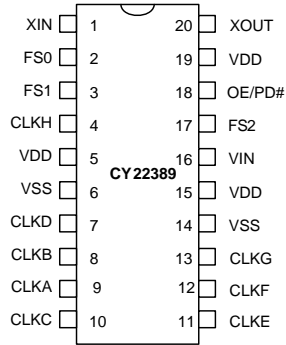 XIN 1 20 XOUT
FS0 2 19 VDD
FS1 3 18 OE/PD#
CLKH 4 17 FS2
VDD 5 16 VIN
CY22389
VSS 6 15 VDD
CLKD 7 14 VSS
CLKB 8 13 CLKG
CLKA 9 12 CLKF
CLKC 10 11 CLKE